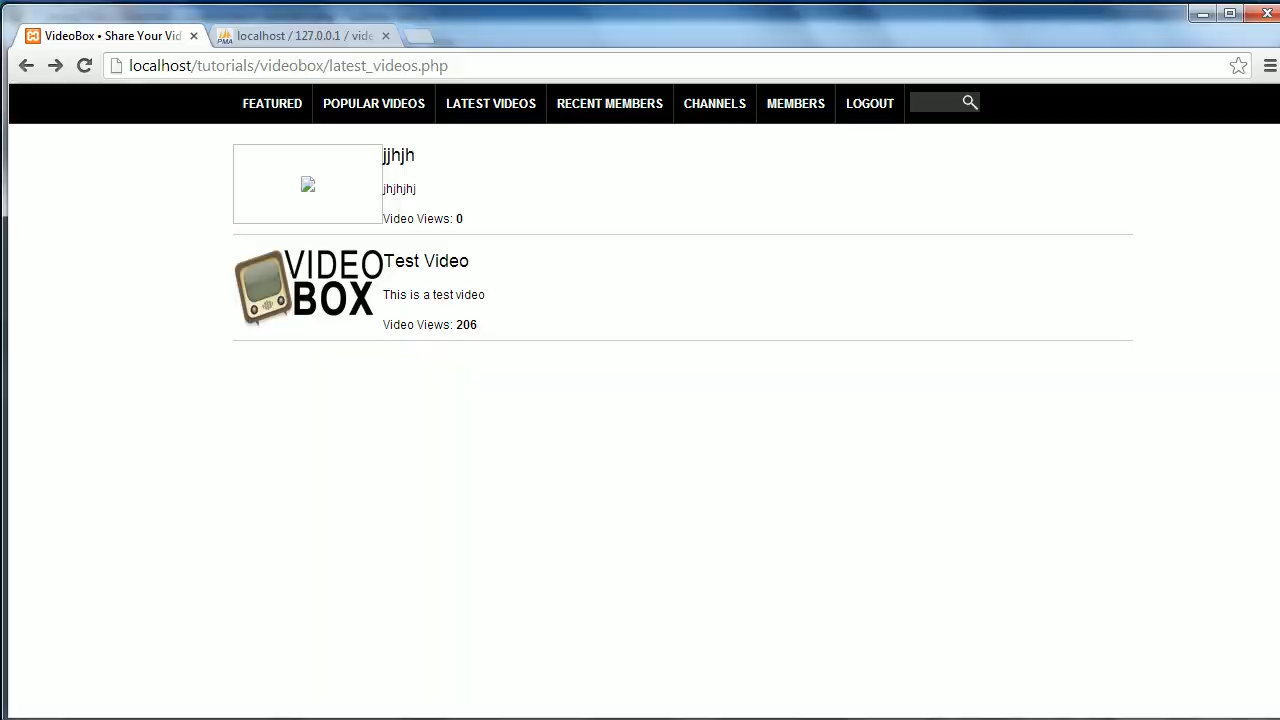 VideoBox • Share Your Vid
localhost / 127.0.0.1 / vide
localhost/tutorials/videobox/latest_videos.php
FEATURED POPULAR VIDEOS LATEST VIDEOS RECENT MEMBERS CHANNELS MEMBERS LOGOUT
jjhjh
jhjhjhj
Video Views: 0
VIDEO
BOX
Test Video
This is a test video
Video Views: 206